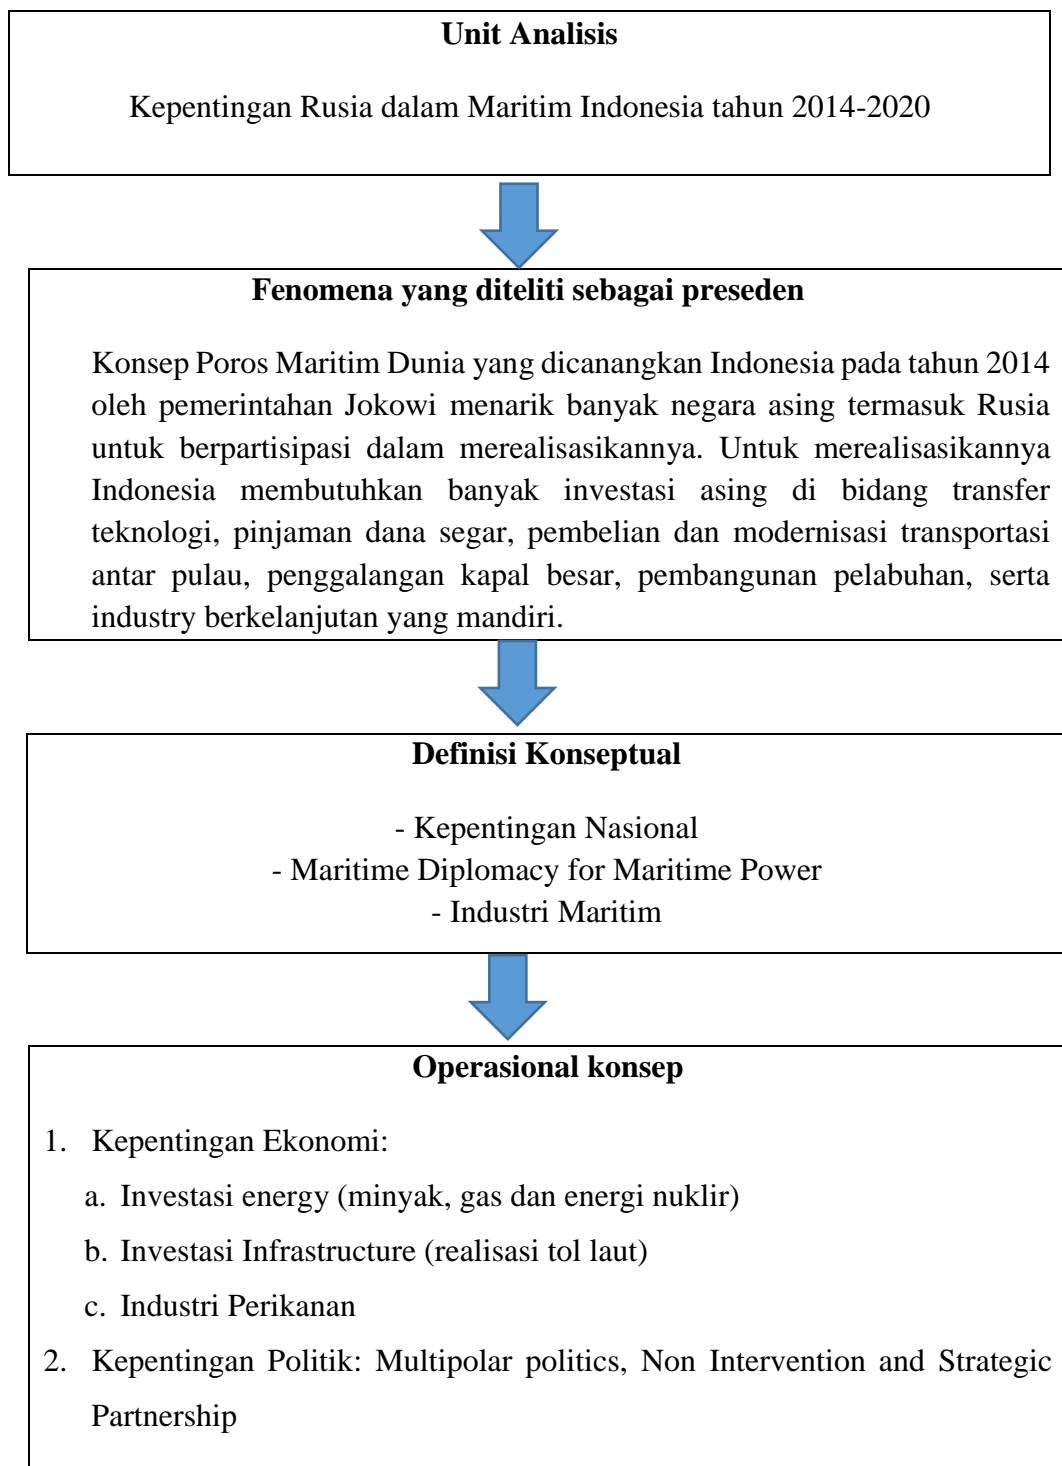 Unit Analisis
Kepentingan Rusia dalam Maritim Indonesia tahun 2014-2020
Fenomena yang diteliti sebagai preseden
Konsep Poros Maritim Dunia yang dicanangkan Indonesia pada tahun 2014
oleh pemerintahan Jokowi menarik banyak negara asing termasuk Rusia
untuk berpartisipasi dalam merealisasikannya. Untuk merealisasikannya
Indonesia membutuhkan banyak investasi asing di bidang transfer
teknologi, pinjaman dana segar, pembelian dan modernisasi transportasi
antar pulau, penggalangan kapal besar, pembangunan pelabuhan, serta
industry berkelanjutan yang mandiri.
Definisi Konseptual
- Kepentingan Nasional
- Maritime Diplomacy for Maritime Power
- Industri Maritim
Operasional konsep
1. Kepentingan Ekonomi:
a. Investasi energy (minyak, gas dan energi nuklir)
b. Investasi Infrastructure (realisasi tol laut)
c. Industri Perikanan
2. Kepentingan Politik: Multipolar politics, Non Intervention and Strategic
Partnership